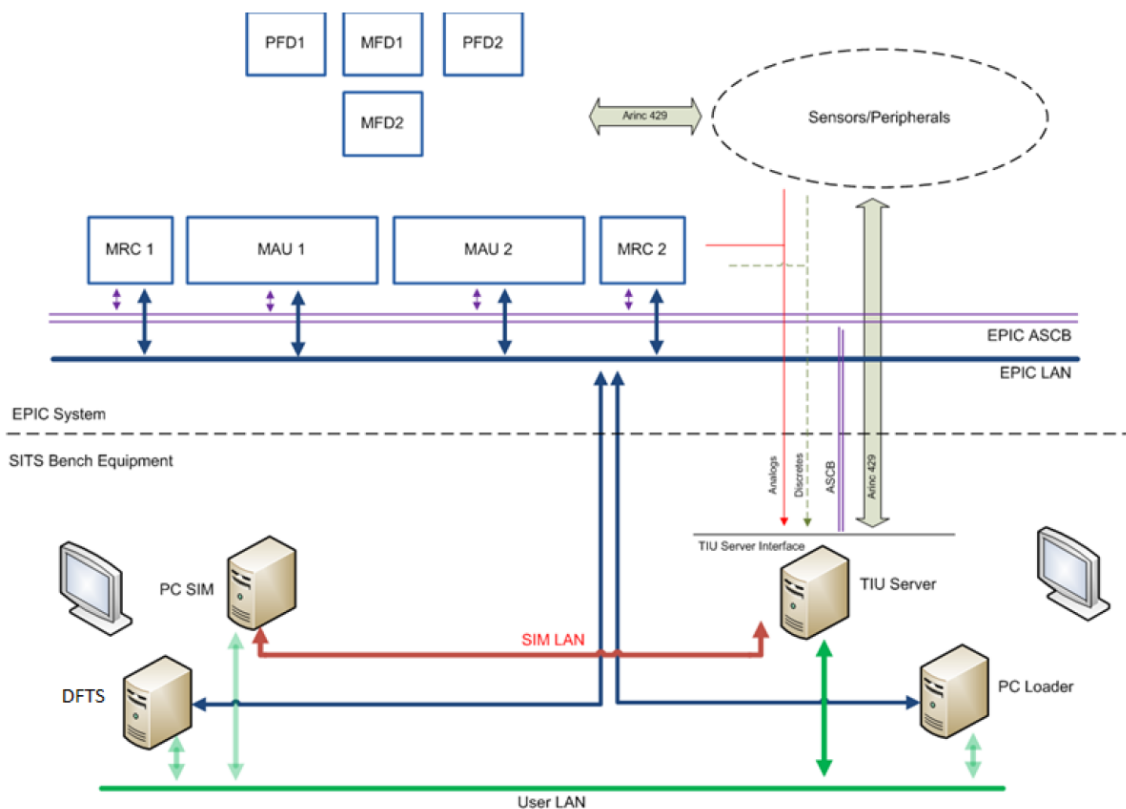 PFD1
MFD1
PFD2
MFD2
Arinc 429
Sensors/Peripherals
MRC 1
MAU 1
MAU 2
MRC 2
EPIC ASCB
EPIC LAN
EPIC System
SITS Bench Equipment
Analogs
Discretes
ASCB
Arinc 429
TIU Server Interface
PC SIM
TIU Server
SIM LAN
DFTS
PC Loader
User LAN